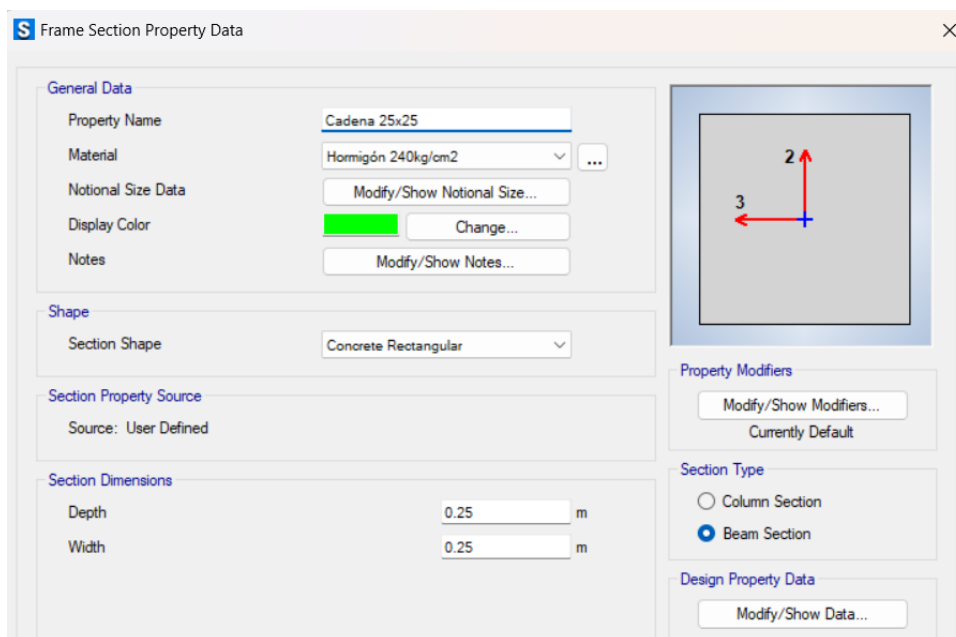 S Frame Section Property Data
General Data
Property Name Cadena 25x25
Material Hormigón 240kg/cm2 ...
Notional Size Data Modify/Show Notional Size...
Display Color Change...
Notes Modify/Show Notes...
Shape
Section Shape Concrete Rectangular
Section Property Source
Source: User Defined
Section Dimensions
Depth 0.25 m
Width 0.25 m
2
3
Property Modifiers
Modify/Show Modifiers...
Currently Default
Section Type
Column Section
Beam Section
Design Property Data
Modify/Show Data...